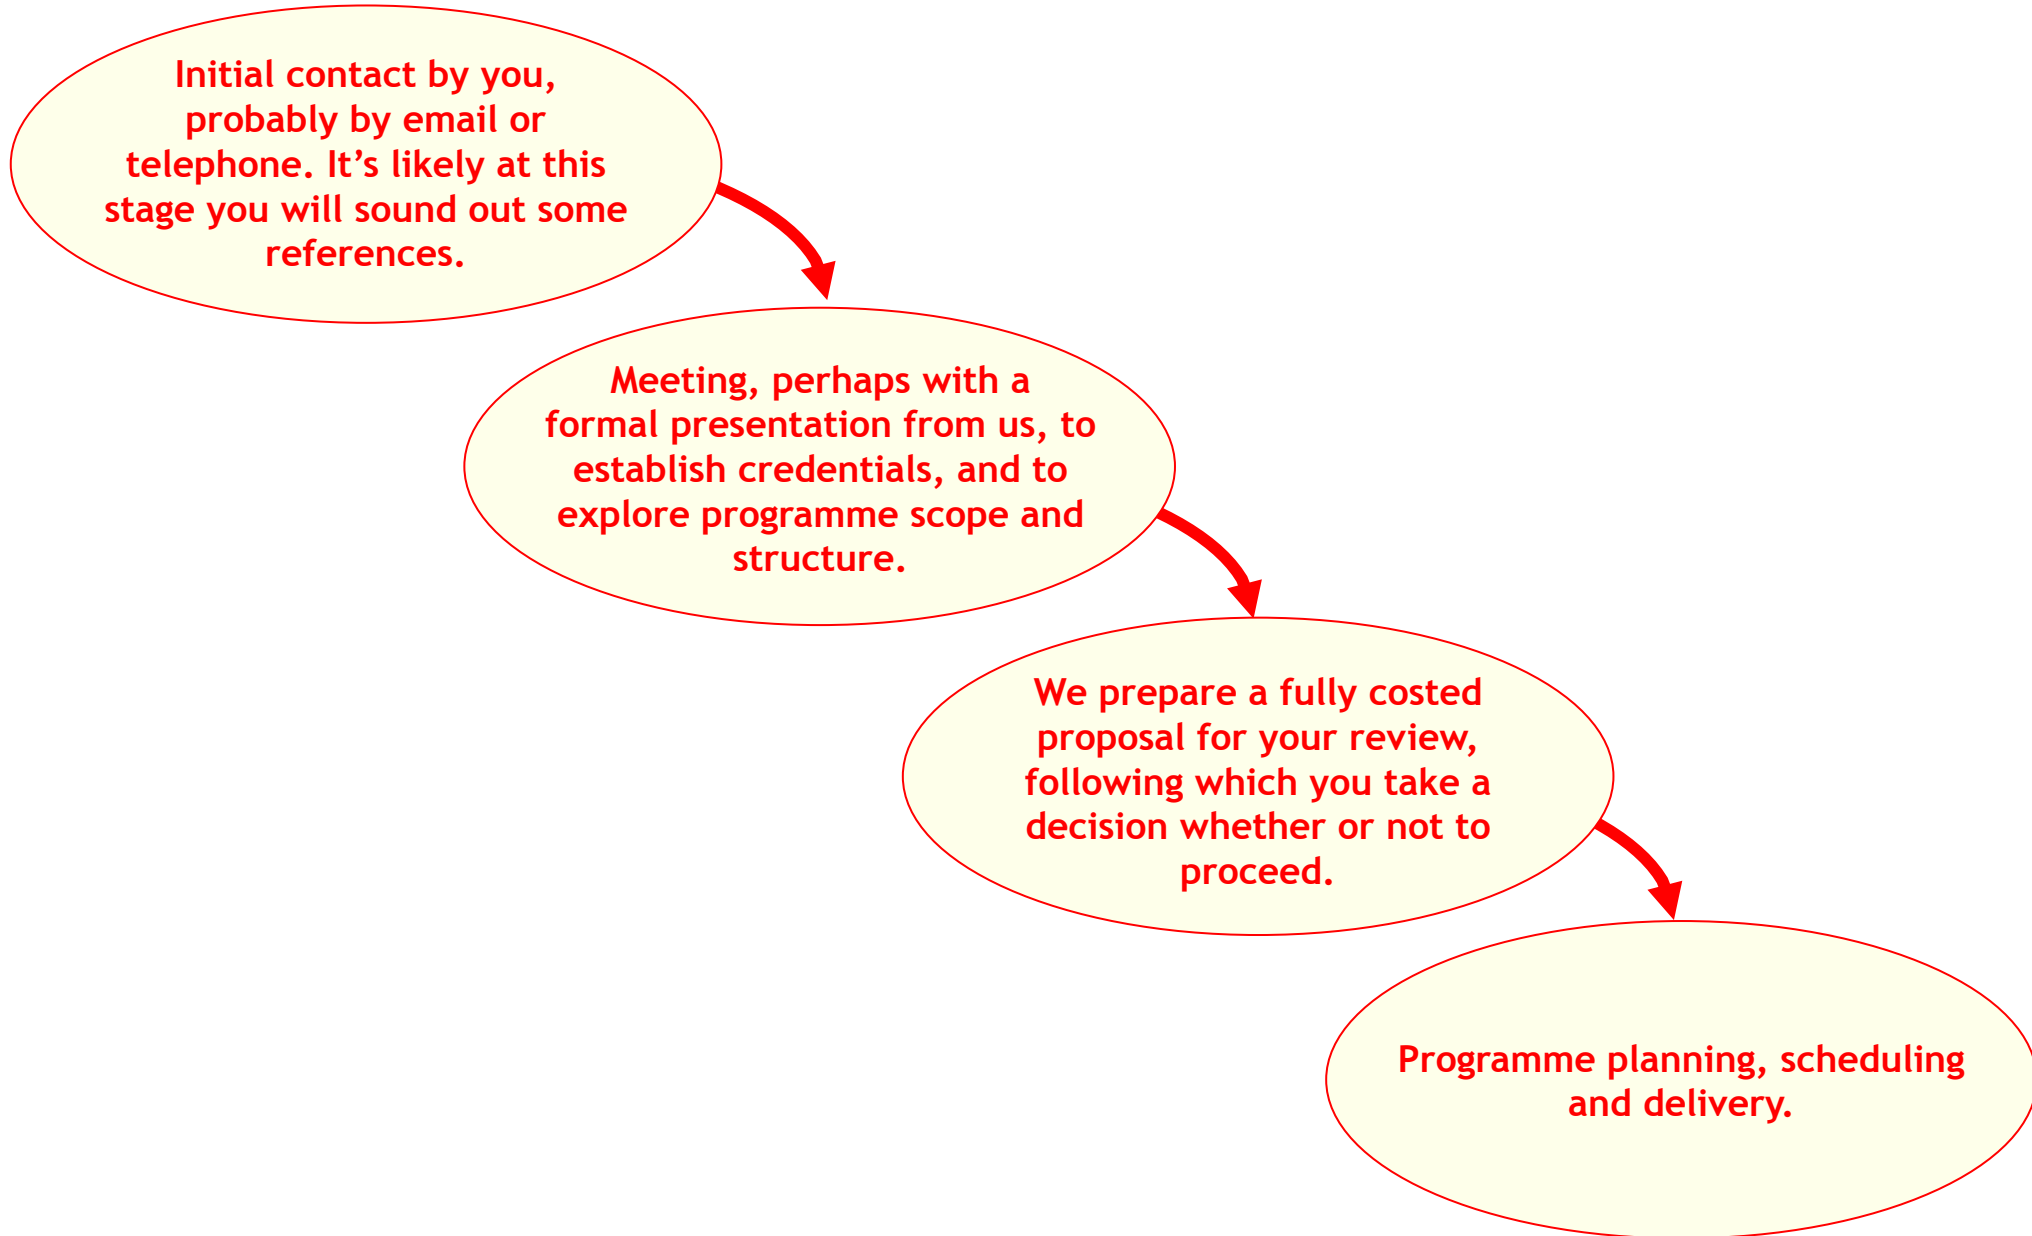 Initial contact by you,
probably by email or
telephone. It’s likely at this
stage you will sound out some
references.
Meeting, perhaps with a
formal presentation from us, to
establish credentials, and to
explore programme scope and
structure.
We prepare a fully costed
proposal for your review,
following which you take a
decision whether or not to
proceed.
Programme planning, scheduling
and delivery.